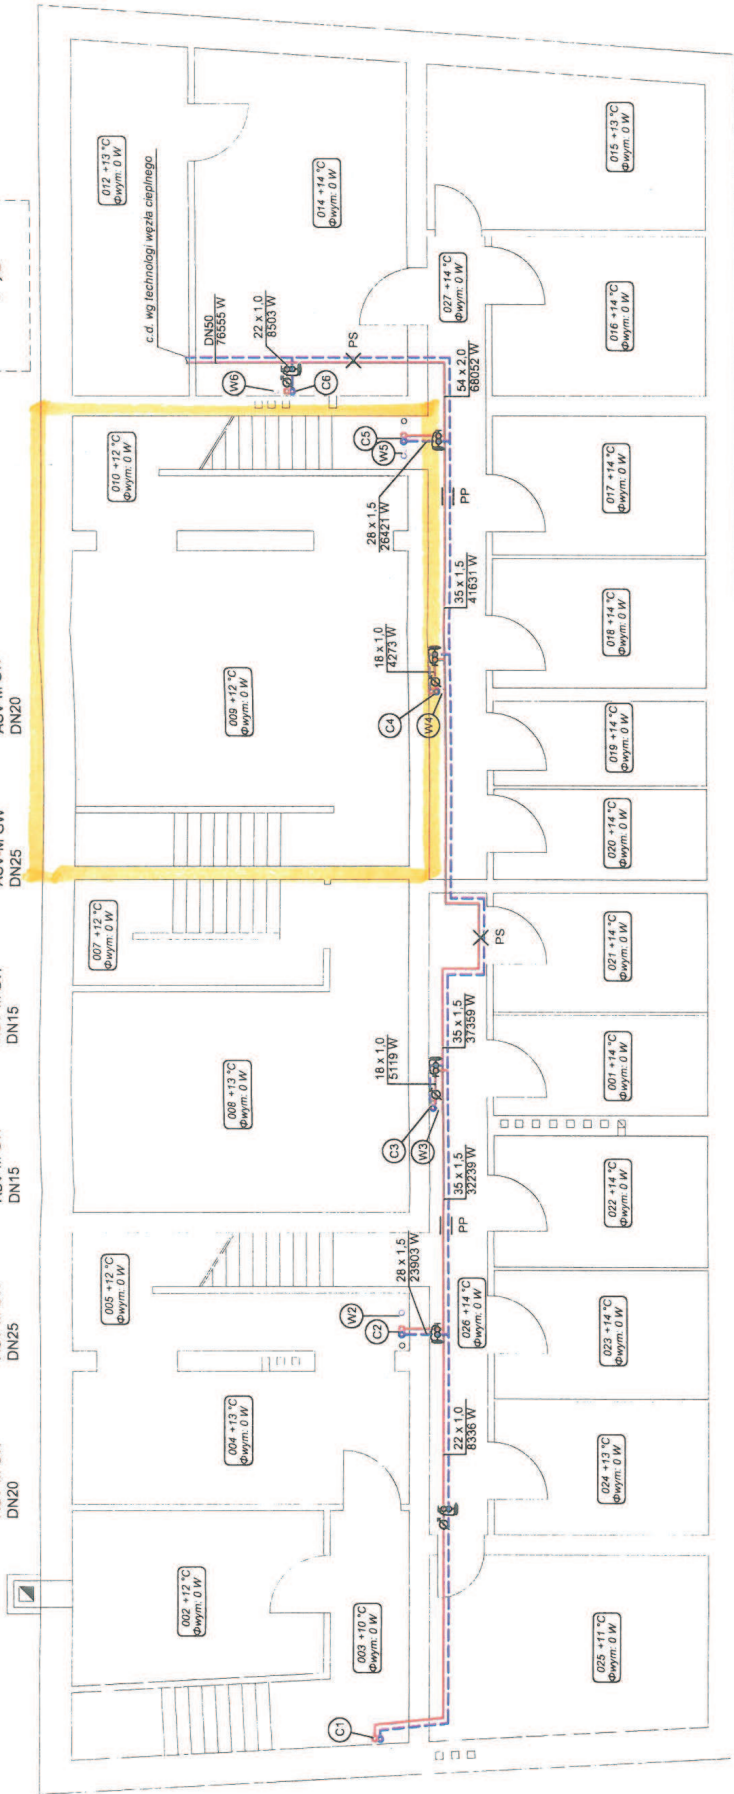 DN20
DN25
DN15
DN15
DN25
DN20
012 +13 °C
Φwym: 0 W
c.d. wg technologi węzła cieplnego
014 +14 °C
Φwym: 0 W
015 +13 °C
Φwym: 0 W
DN50
76555 W
22 x 1,0
8503 W
W6
C6
PS
027 +14 °C
Φwym: 0 W
016 +14 °C
Φwym: 0 W
54 x 2,0
68052 W
010 +12 °C
Φwym: 0 W
C5
W5
28 x 1,5
26421 W
PP
017 +14 °C
Φwym: 0 W
35 x 1,5
41631 W
018 +14 °C
Φwym: 0 W
009 +12 °C
Φwym: 0 W
18 x 1,0
4273 W
C4
W4
019 +14 °C
Φwym: 0 W
020 +14 °C
Φwym: 0 W
007 +12 °C
Φwym: 0 W
PS
021 +14 °C
Φwym: 0 W
008 +13 °C
Φwym: 0 W
18 x 1,0
5119 W
35 x 1,5
37359 W
C3
W3
001 +14 °C
Φwym: 0 W
35 x 1,5
32239 W
PP
022 +14 °C
Φwym: 0 W
005 +12 °C
Φwym: 0 W
28 x 1,5
23903 W
W2
C2
026 +14 °C
Φwym: 0 W
023 +14 °C
Φwym: 0 W
004 +13 °C
Φwym: 0 W
22 x 1,0
8336 W
024 +13 °C
Φwym: 0 W
002 +12 °C
Φwym: 0 W
003 +10 °C
Φwym: 0 W
C1
025 +11 °C
Φwym: 0 W